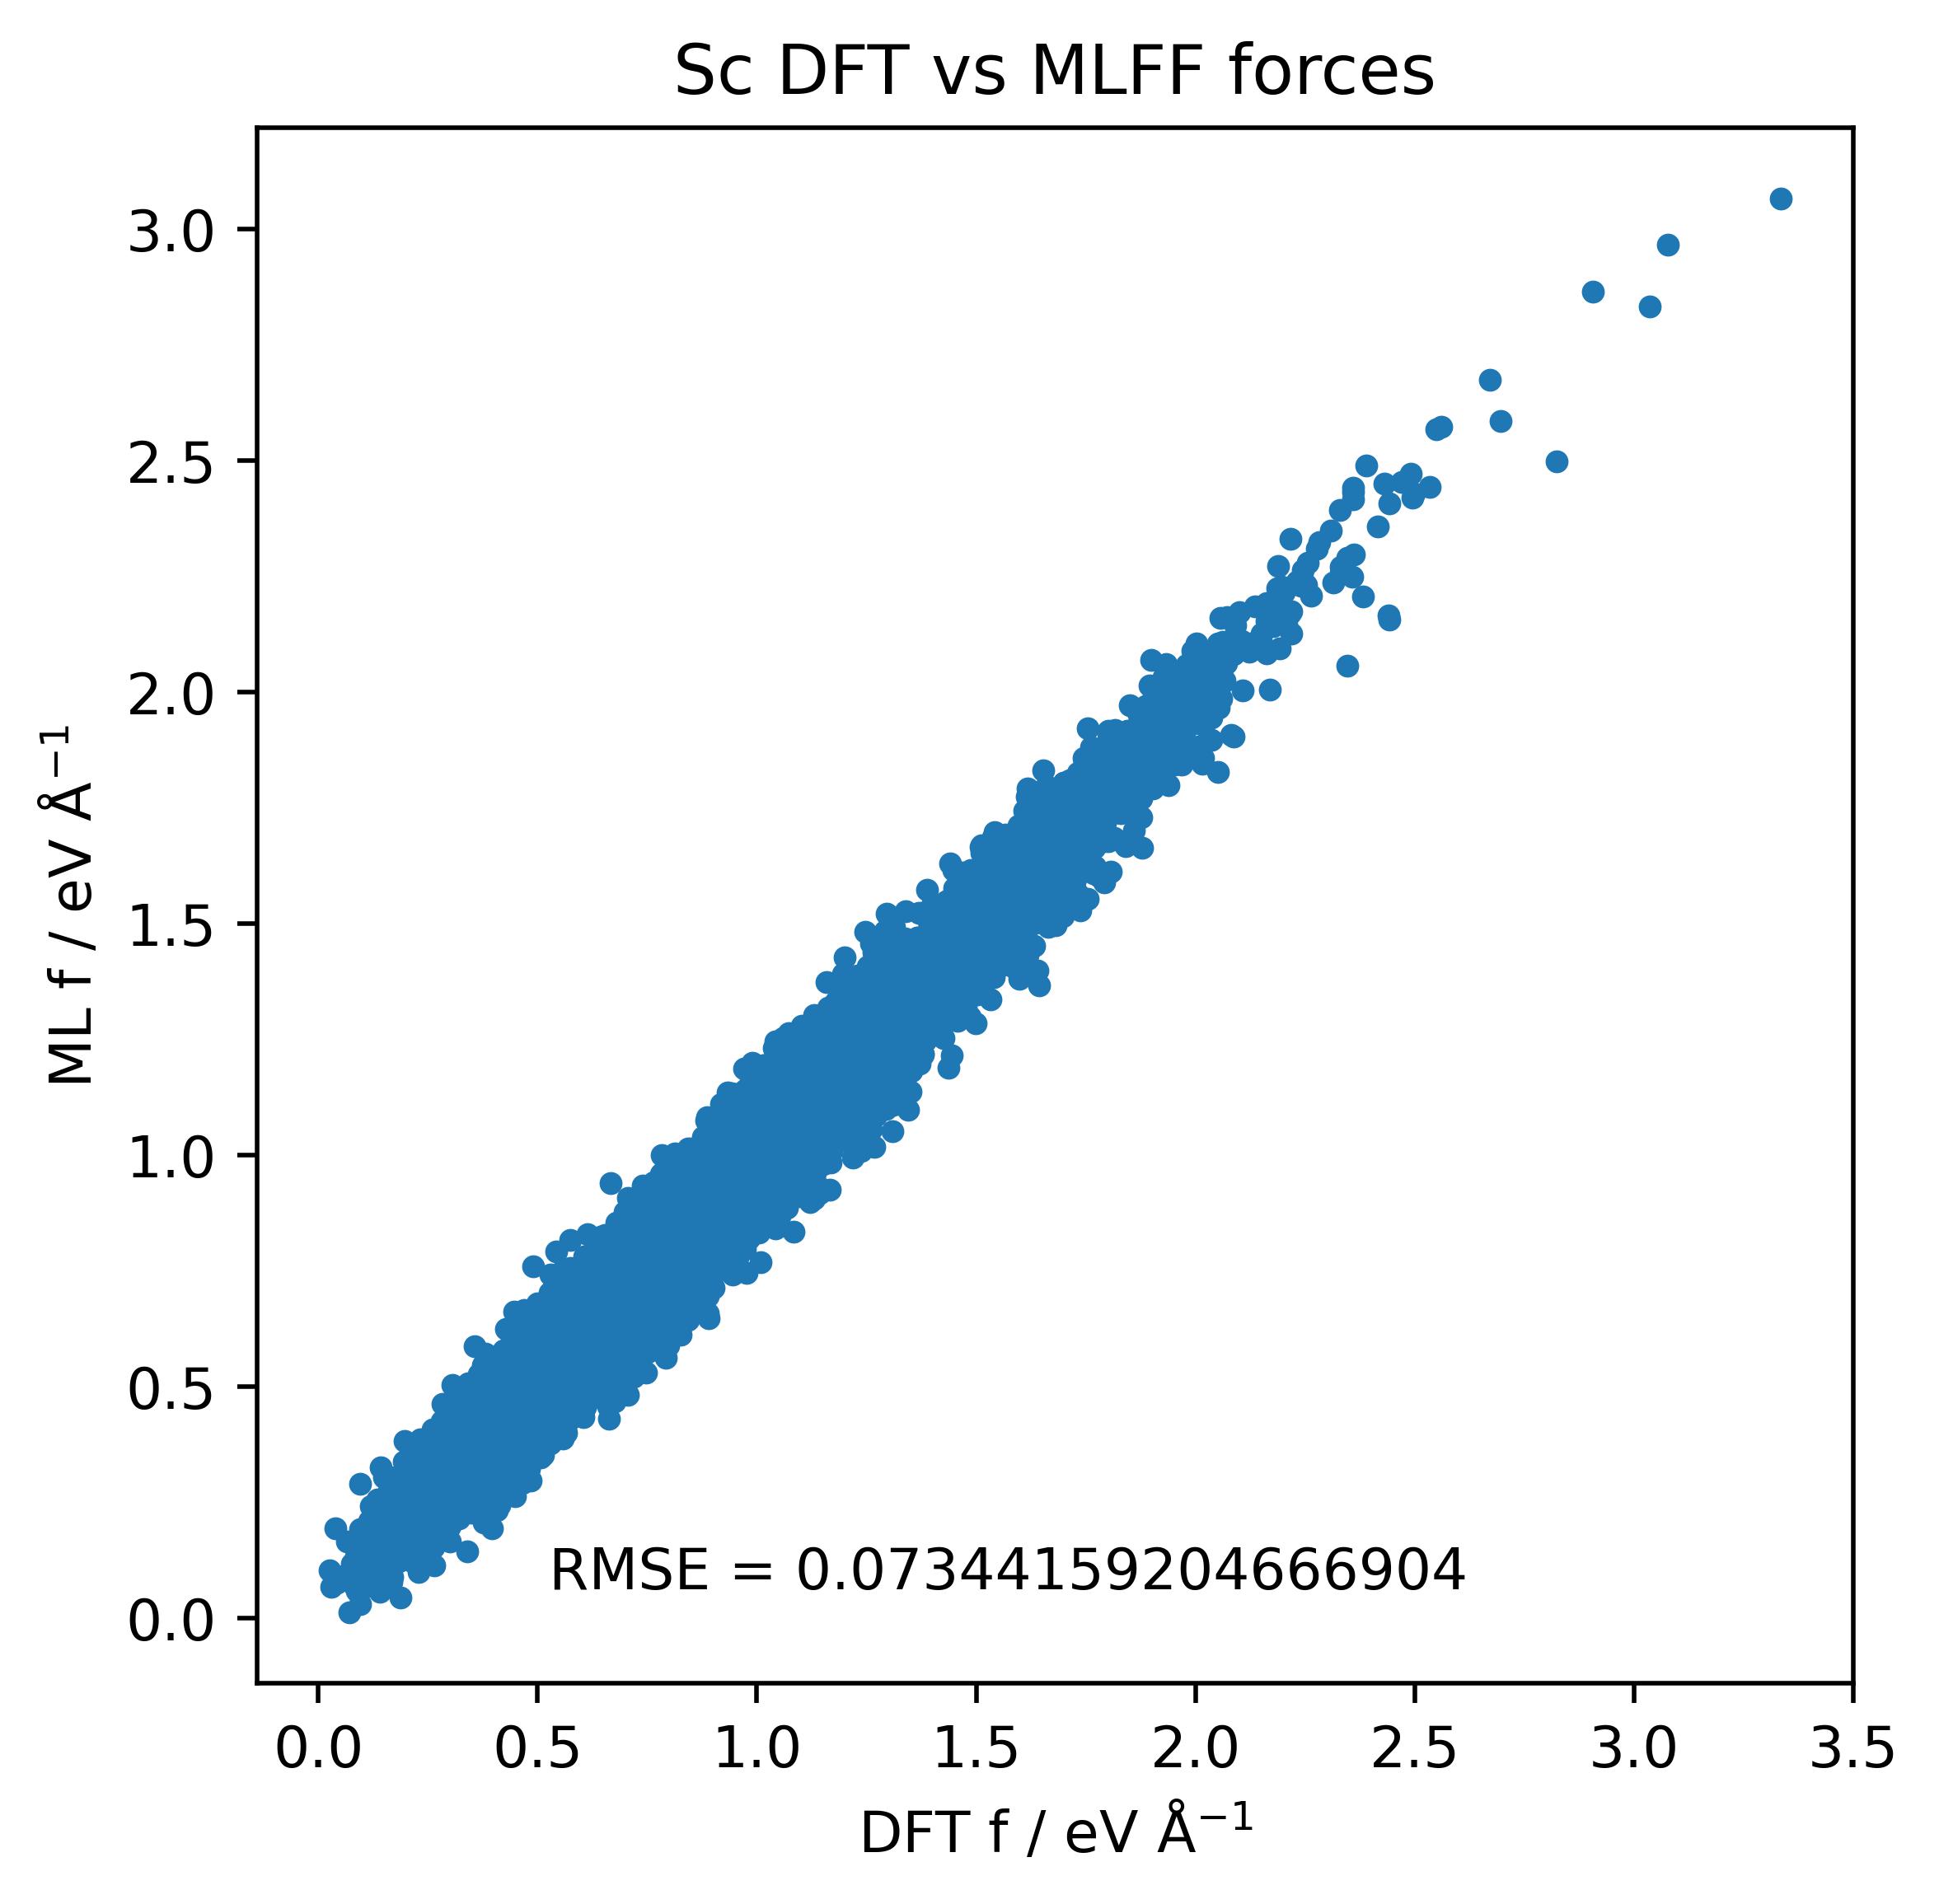 Sc DFT vs MLFF forces
3.0
2.5
2.0
1.5
1.0
0.5
0.0
ML f / eV Å⁻¹
RMSE = 0.07344159204666904
0.0 0.5 1.0 1.5 2.0 2.5 3.0 3.5
DFT f / eV Å⁻¹